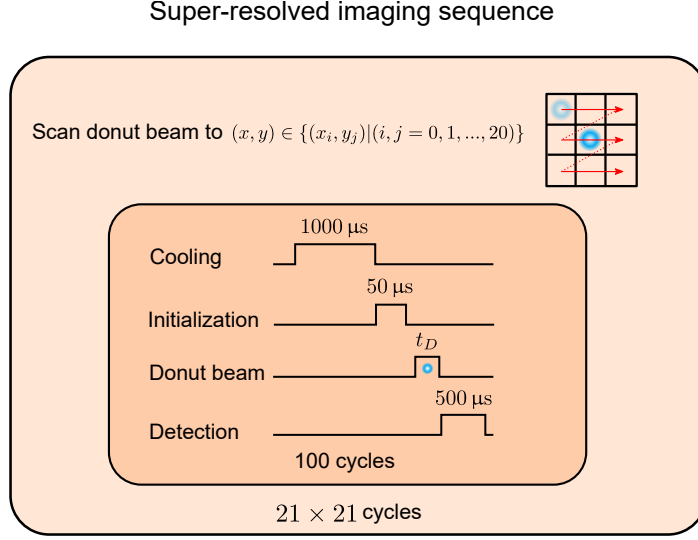 Super-resolved imaging sequence
Scan donut beam to (x, y) ∈ {(x_i, y_j)|(i, j = 0, 1, ..., 20)}
1000 μs
Cooling
50 μs
Initialization
t_D
Donut beam
500 μs
Detection
100 cycles
21 × 21 cycles